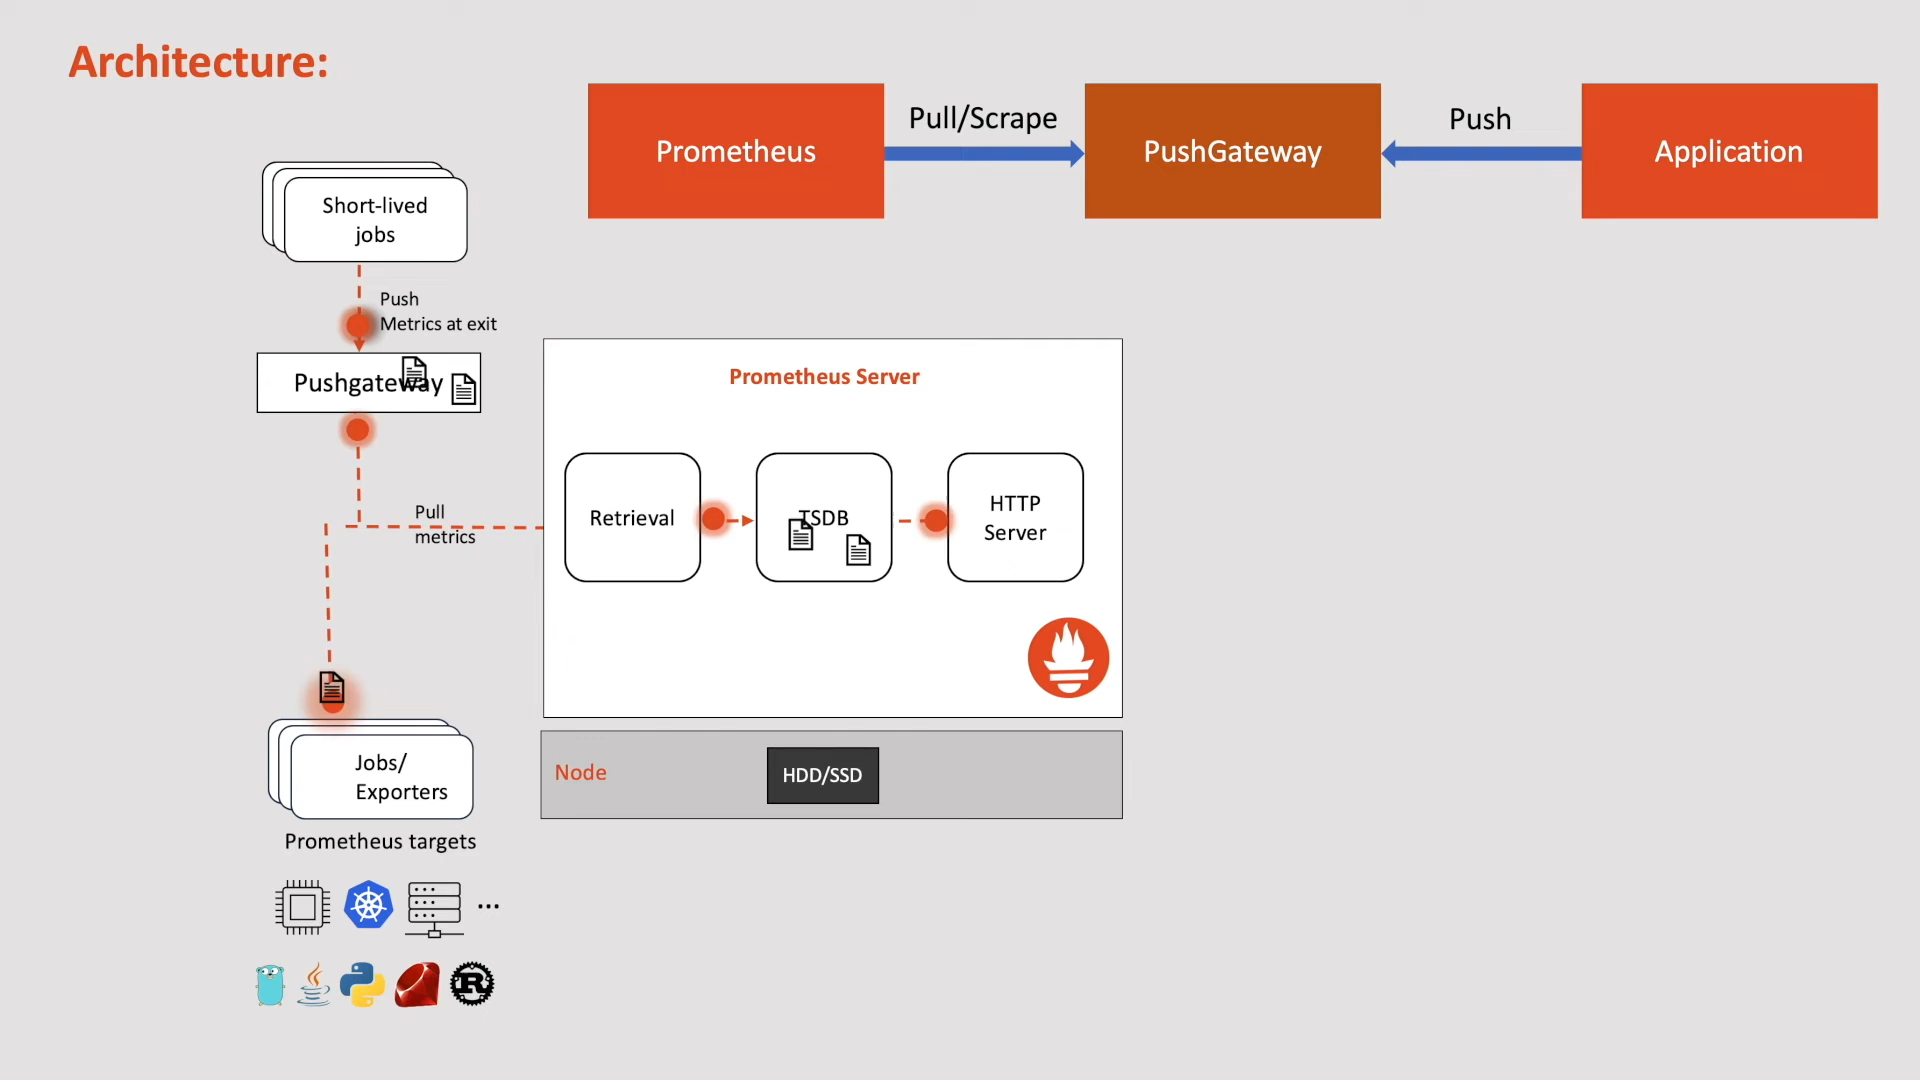 Architecture:
Prometheus
Pull/Scrape
PushGateway
Push
Application
Short-lived
jobs
Push
Metrics at exit
Pushgateway
Pull
metrics
Prometheus Server
Retrieval
TSDB
HTTP
Server
Jobs/
Exporters
Prometheus targets
...
R
Node
HDD/SSD